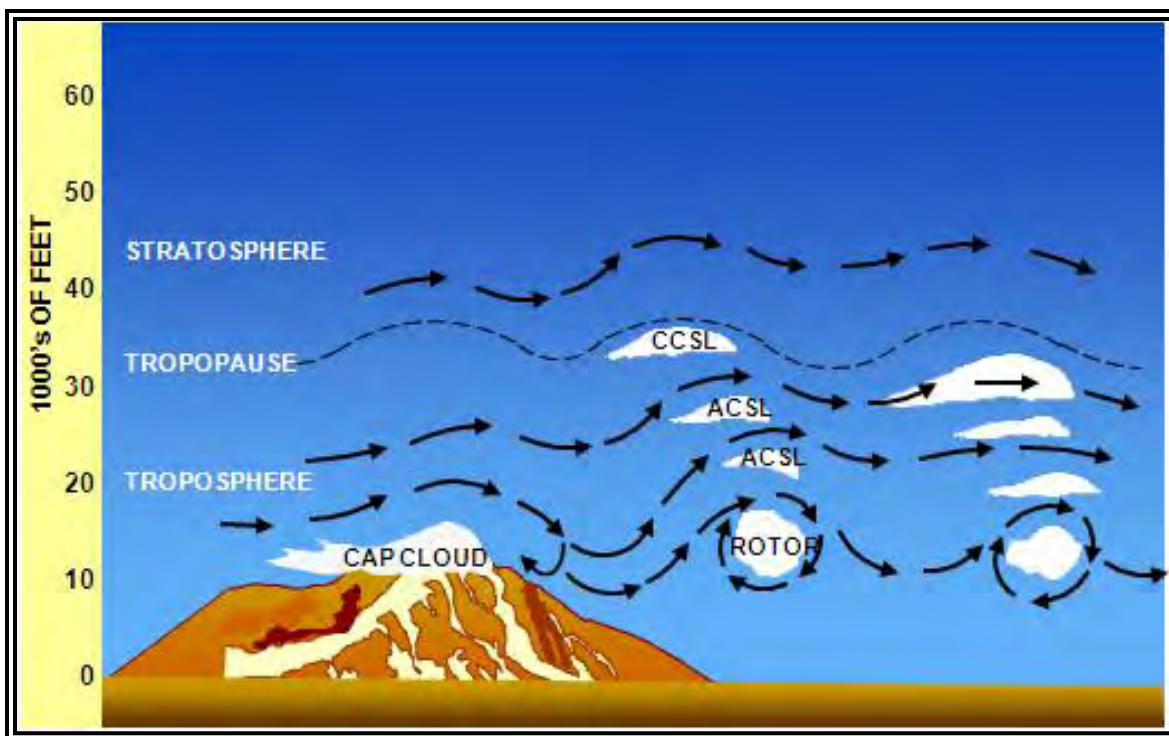 60
50
STRATOSPHERE
40
1000's OF FEET
CCSL
TROPOPAUSE
30
ACSL
ACSL
TROPOSPHERE
20
ROTOR
CAP CLOUD
10
0